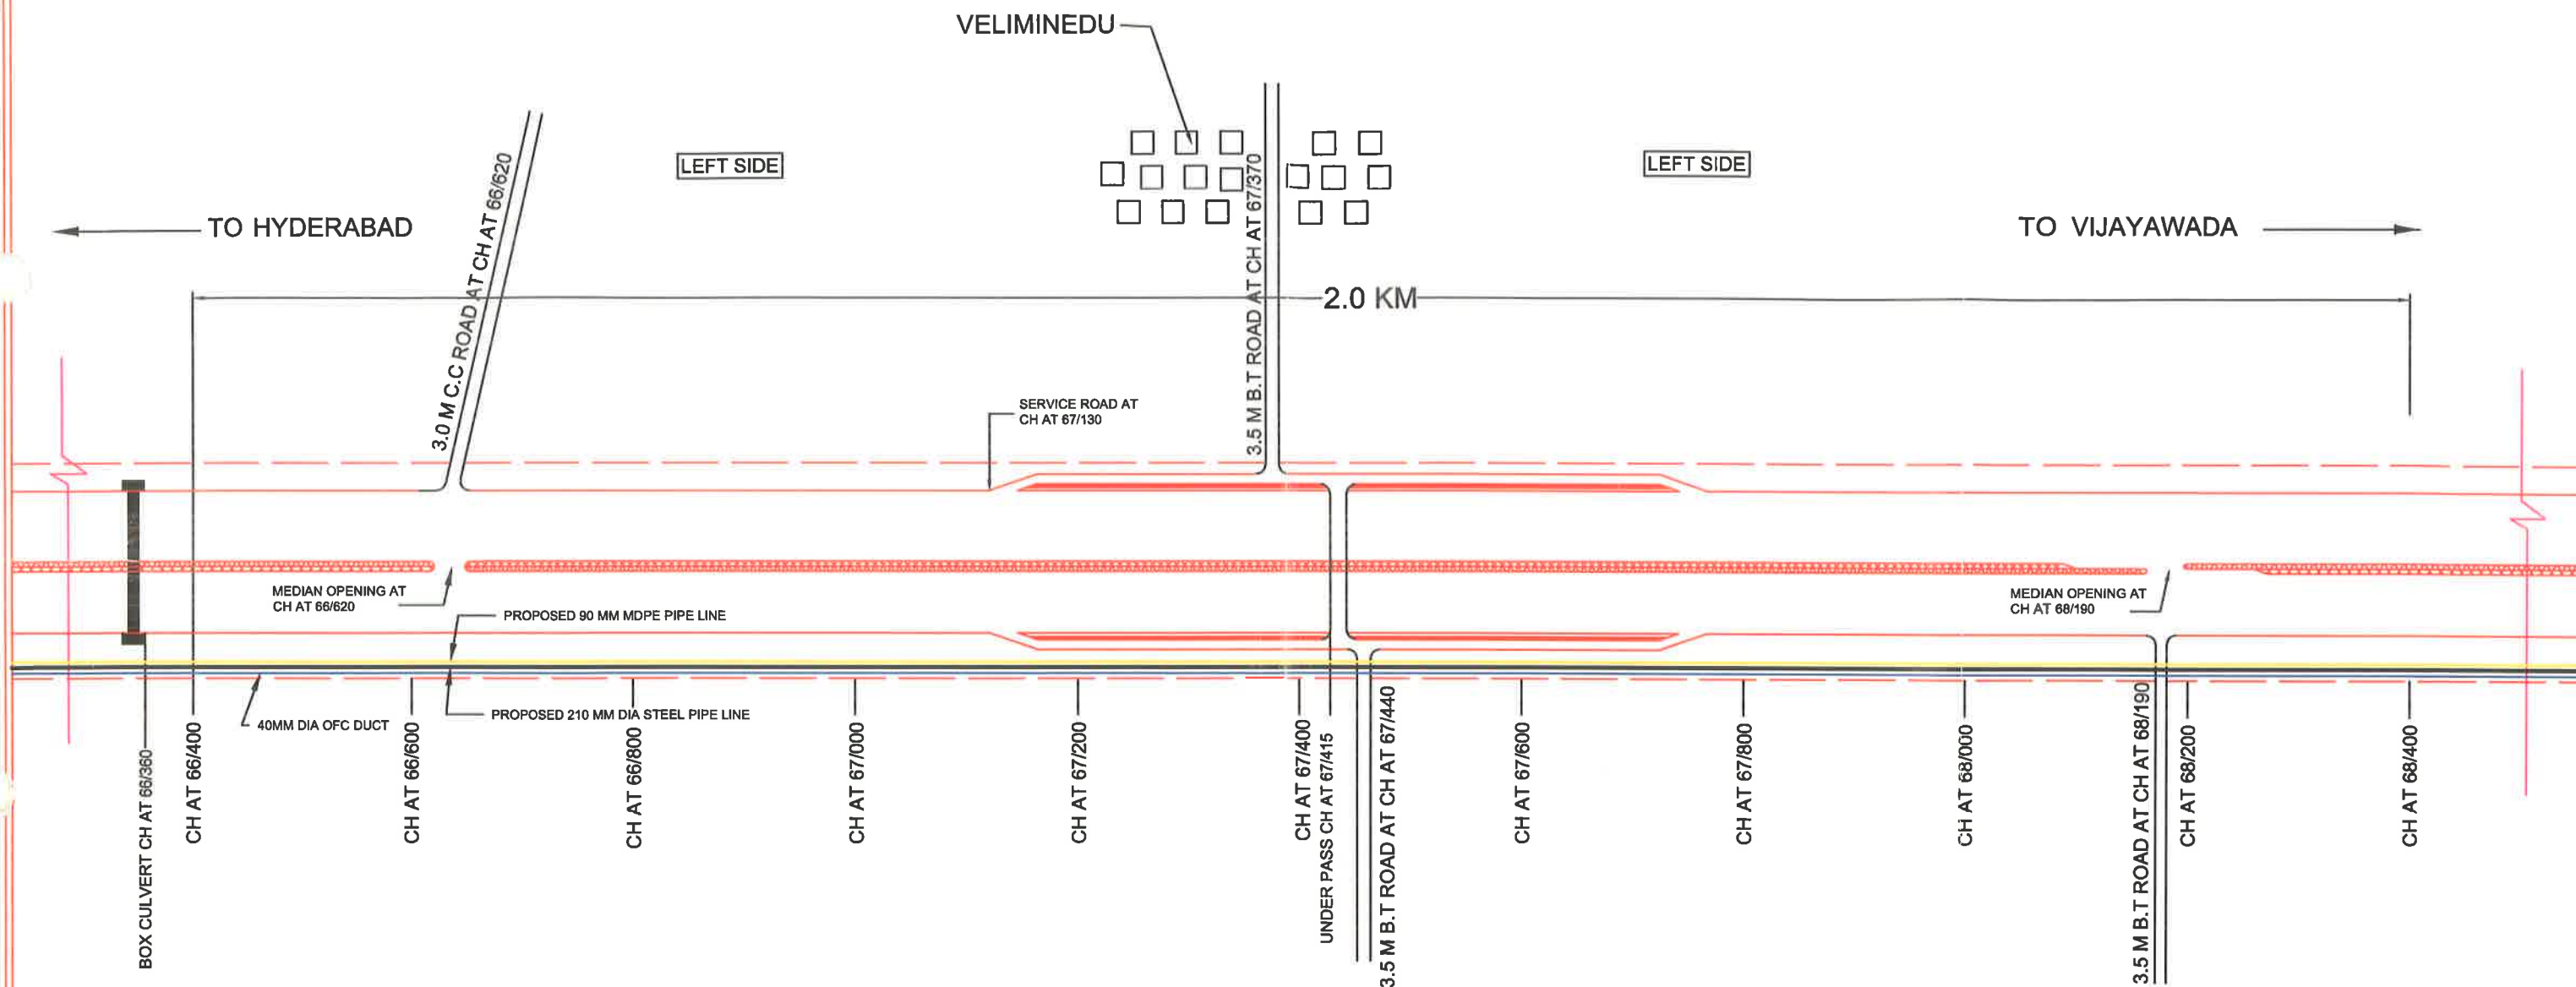 VELIMINEDU
LEFT SIDE
LEFT SIDE
TO HYDERABAD
TO VIJAYAWADA
2.0 KM
3.0 M C.C ROAD AT CH AT 66/620
3.5 M B.T ROAD AT CH AT 67/370
SERVICE ROAD AT
CH AT 67/130
MEDIAN OPENING AT
CH AT 66/620
PROPOSED 90 MM MDPE PIPE LINE
MEDIAN OPENING AT
CH AT 68/190
40MM DIA OFC DUCT
PROPOSED 210 MM DIA STEEL PIPE LINE
BOX CULVERT CH AT 66/360
CH AT 66/400
CH AT 66/600
CH AT 66/800
CH AT 67/000
CH AT 67/200
CH AT 67/400
UNDER PASS CH AT 67/415
3.5 M B.T ROAD AT CH AT 67/440
CH AT 67/600
CH AT 67/800
CH AT 68/000
3.5 M B.T ROAD AT CH AT 68/190
CH AT 68/200
CH AT 68/400